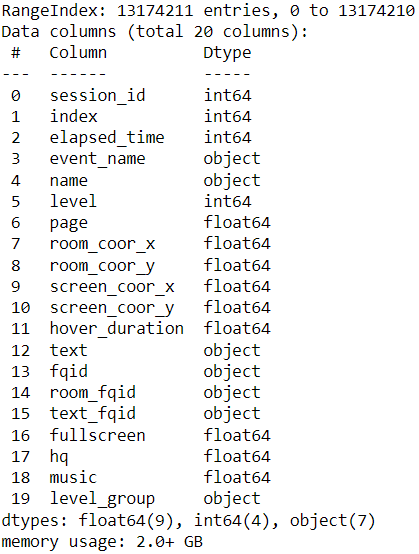 RangeIndex: 13174211 entries, 0 to 13174210
Data columns (total 20 columns):
 #   Column          Dtype
---  ------          -----
 0   session_id      int64
 1   index           int64
 2   elapsed_time    int64
 3   event_name      object
 4   name            object
 5   level           int64
 6   page            float64
 7   room_coor_x     float64
 8   room_coor_y     float64
 9   screen_coor_x   float64
 10  screen_coor_y   float64
 11  hover_duration  float64
 12  text            object
 13  fqid            object
 14  room_fqid       object
 15  text_fqid       object
 16  fullscreen      float64
 17  hq              float64
 18  music           float64
 19  level_group     object
dtypes: float64(9), int64(4), object(7)
memory usage: 2.0+ GB